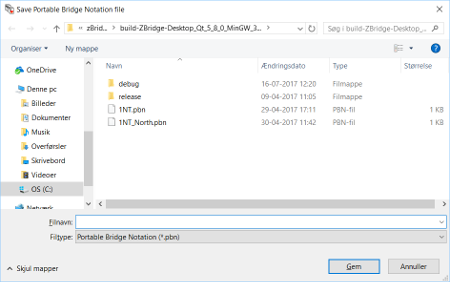 Save Portable Bridge Notation file
« zBrid... › build-ZBridge-Desktop_Qt_5_8_0_MinGW_3... ›
Søg i build-ZBridge-Desktop_...
Organiser
Ny mappe
Navn Ændringsdato Type Størrelse
OneDrive
Denne pc
Billeder
Dokumenter
Musik
Overførsler
Skrivebord
Videoer
OS (C:)
Netværk
debug 16-07-2017 12:20 Filmappe
release 09-04-2017 11:05 Filmappe
1NT.pbn 29-04-2017 17:11 PBN-fil 1 KB
1NT_North.pbn 30-04-2017 11:42 PBN-fil 1 KB
Filnavn:
Filtype: Portable Bridge Notation (*.pbn)
Skjul mapper
Gem
Annuller